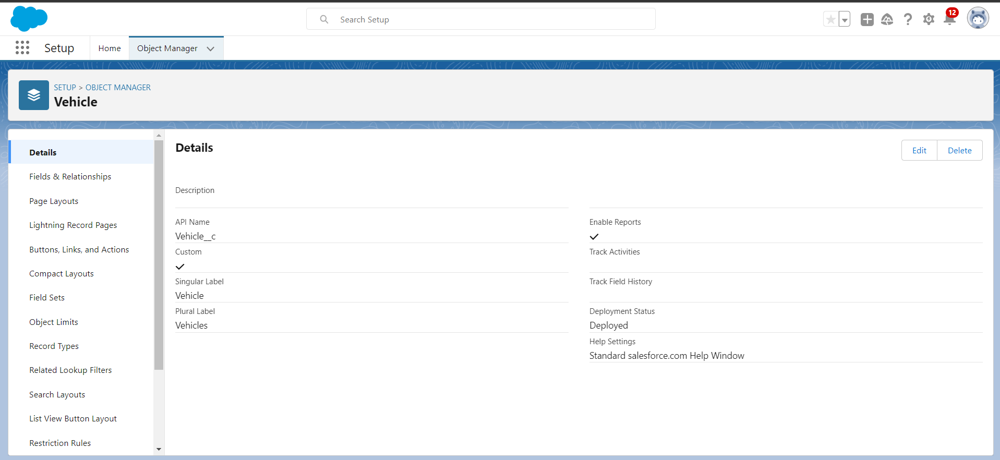 Search Setup
12
Setup
Home
Object Manager
SETUP > OBJECT MANAGER
Vehicle
Details
Fields & Relationships
Page Layouts
Lightning Record Pages
Buttons, Links, and Actions
Compact Layouts
Field Sets
Object Limits
Record Types
Related Lookup Filters
Search Layouts
List View Button Layout
Restriction Rules
Details
Edit
Delete
Description
API Name
Vehicle__c
Custom
Singular Label
Vehicle
Plural Label
Vehicles
Enable Reports
Track Activities
Track Field History
Deployment Status
Deployed
Help Settings
Standard salesforce.com Help Window